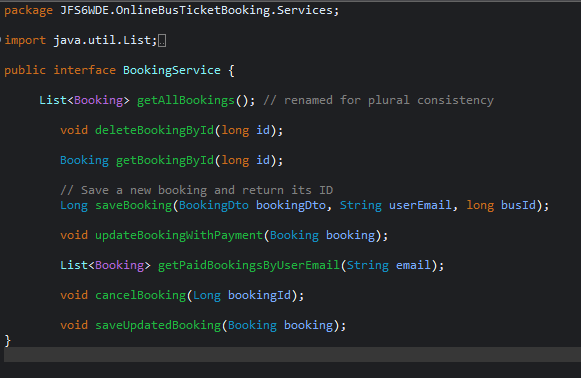 package JFS6WDE.OnlineBusTicketBooking.Services;
import java.util.List;
public interface BookingService {
List<Booking> getAllBookings(); // renamed for plural consistency
void deleteBookingById(long id);
Booking getBookingById(long id);
// Save a new booking and return its ID
Long saveBooking(BookingDto bookingDto, String userEmail, long busId);
void updateBookingWithPayment(Booking booking);
List<Booking> getPaidBookingsByUserEmail(String email);
void cancelBooking(Long bookingId);
void saveUpdatedBooking(Booking booking);
}